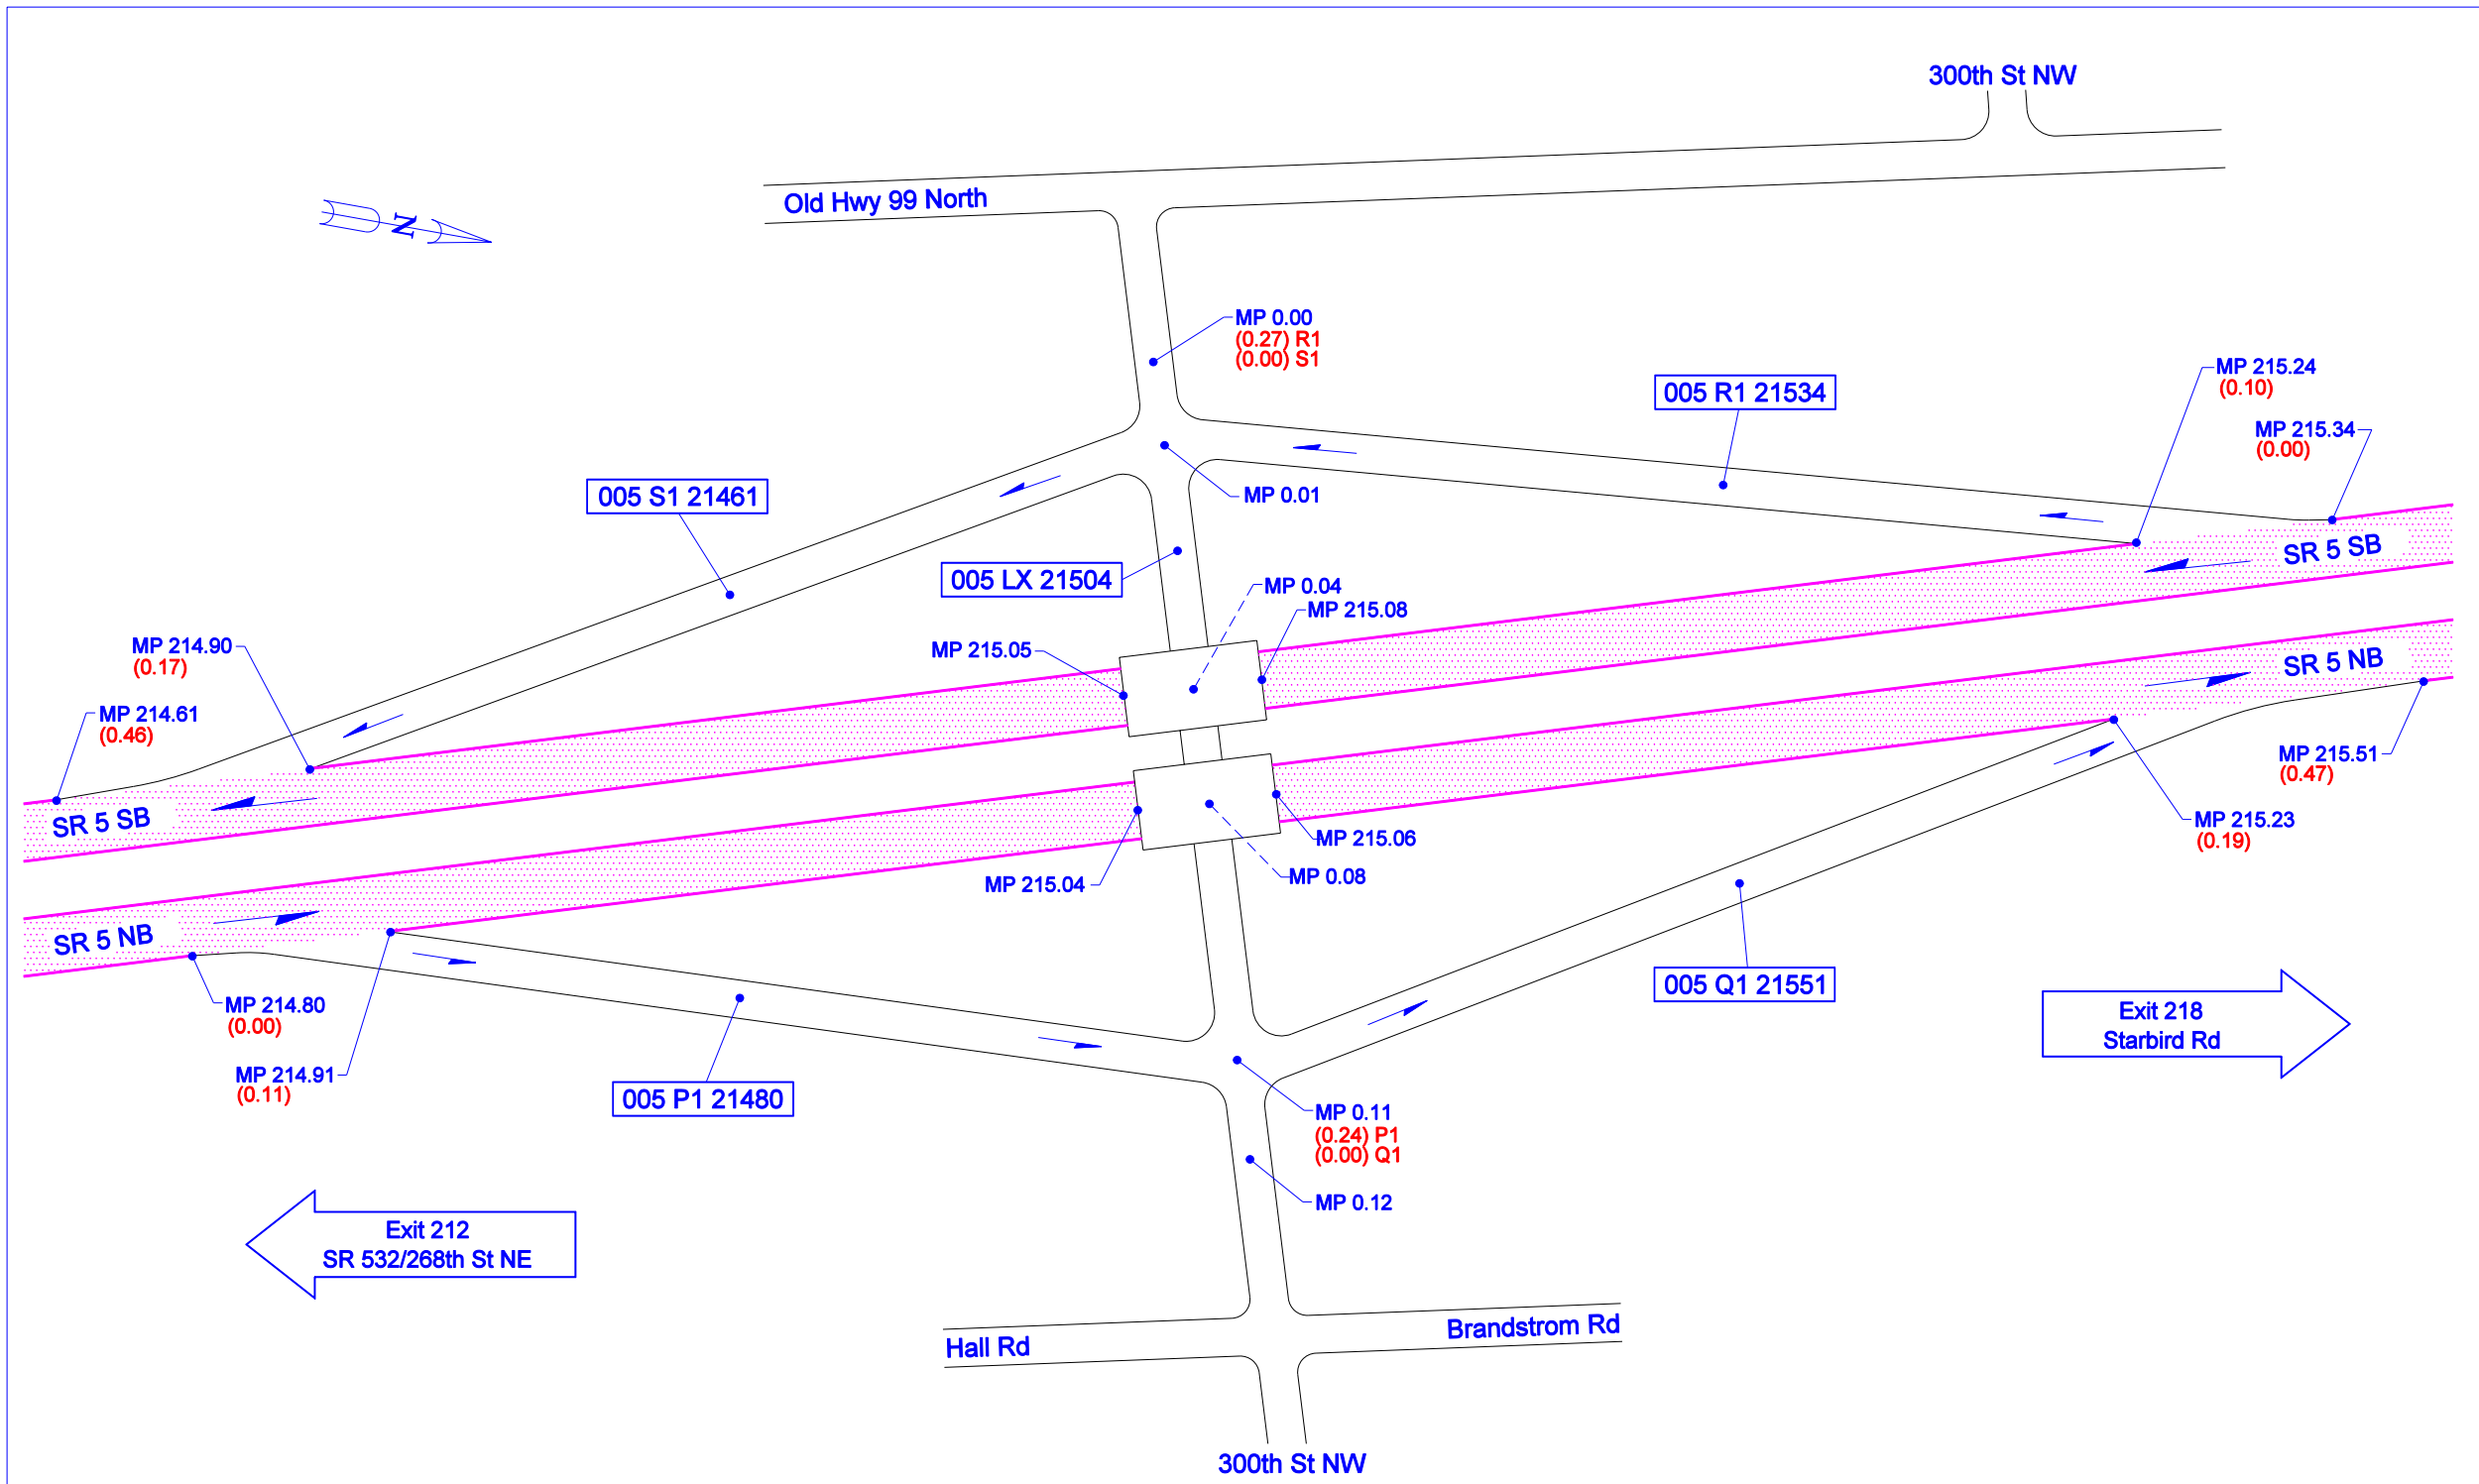 300th St NW
Old Hwy 99 North
N
MP 0.00
(0.27) R1
(0.00) S1
MP 215.24
(0.10)
005 R1 21534
MP 215.34
(0.00)
005 S1 21461
MP 0.01
SR 5 SB
005 LX 21504
MP 0.04
MP 215.08
MP 214.90
(0.17)
MP 215.05
SR 5 NB
MP 214.61
(0.46)
MP 215.51
(0.47)
SR 5 SB
MP 215.23
(0.19)
MP 215.06
MP 215.04
MP 0.08
SR 5 NB
005 Q1 21551
MP 214.80
(0.00)
Exit 218
Starbird Rd
MP 214.91
(0.11)
005 P1 21480
MP 0.11
(0.24) P1
(0.00) Q1
MP 0.12
Exit 212
SR 532/268th St NE
Hall Rd
Brandstrom Rd
300th St NW